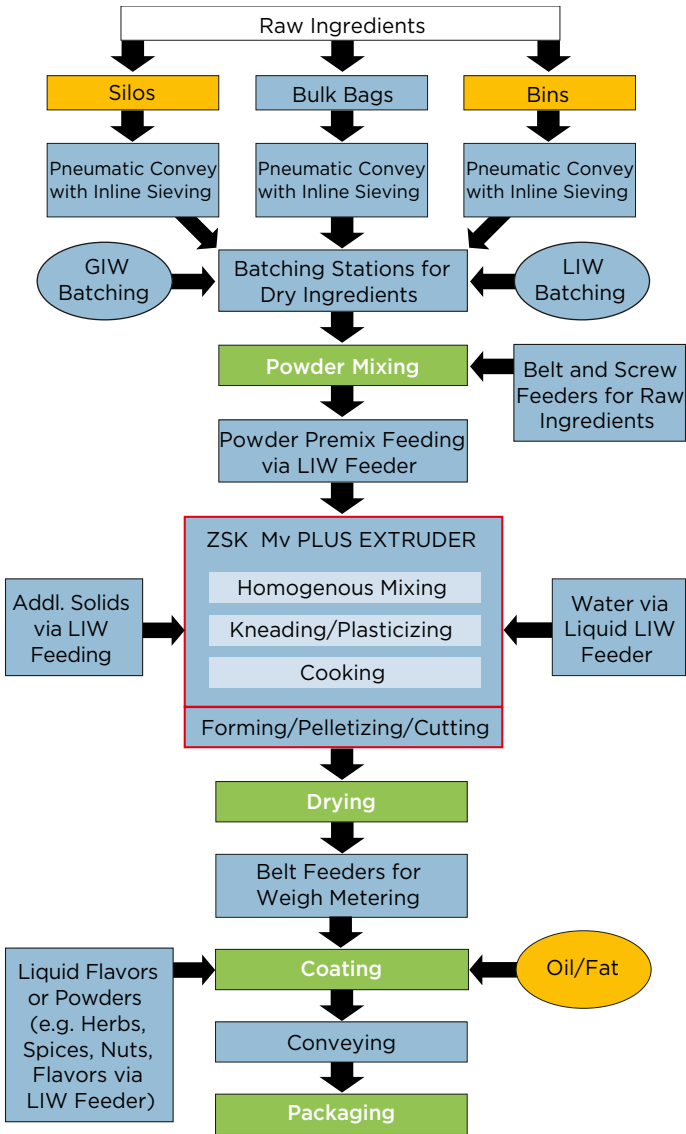 Raw Ingredients
Silos
Bulk Bags
Bins
Pneumatic Convey
with Inline Sieving
Pneumatic Convey
with Inline Sieving
Pneumatic Convey
with Inline Sieving
GIW
Batching
Batching Stations for
Dry Ingredients
LIW
Batching
Powder Mixing
Belt and Screw
Feeders for Raw
Ingredients
Powder Premix Feeding
via LIW Feeder
ZSK Mv PLUS EXTRUDER
Homogenous Mixing
Kneading/Plasticizing
Cooking
Addl. Solids
via LIW
Feeding
Water via
Liquid LIW
Feeder
Forming/Pelletizing/Cutting
Drying
Belt Feeders for
Weigh Metering
Liquid Flavors
or Powders
(e.g. Herbs,
Spices, Nuts,
Flavors via
LIW Feeder)
Coating
Oil/Fat
Conveying
Packaging